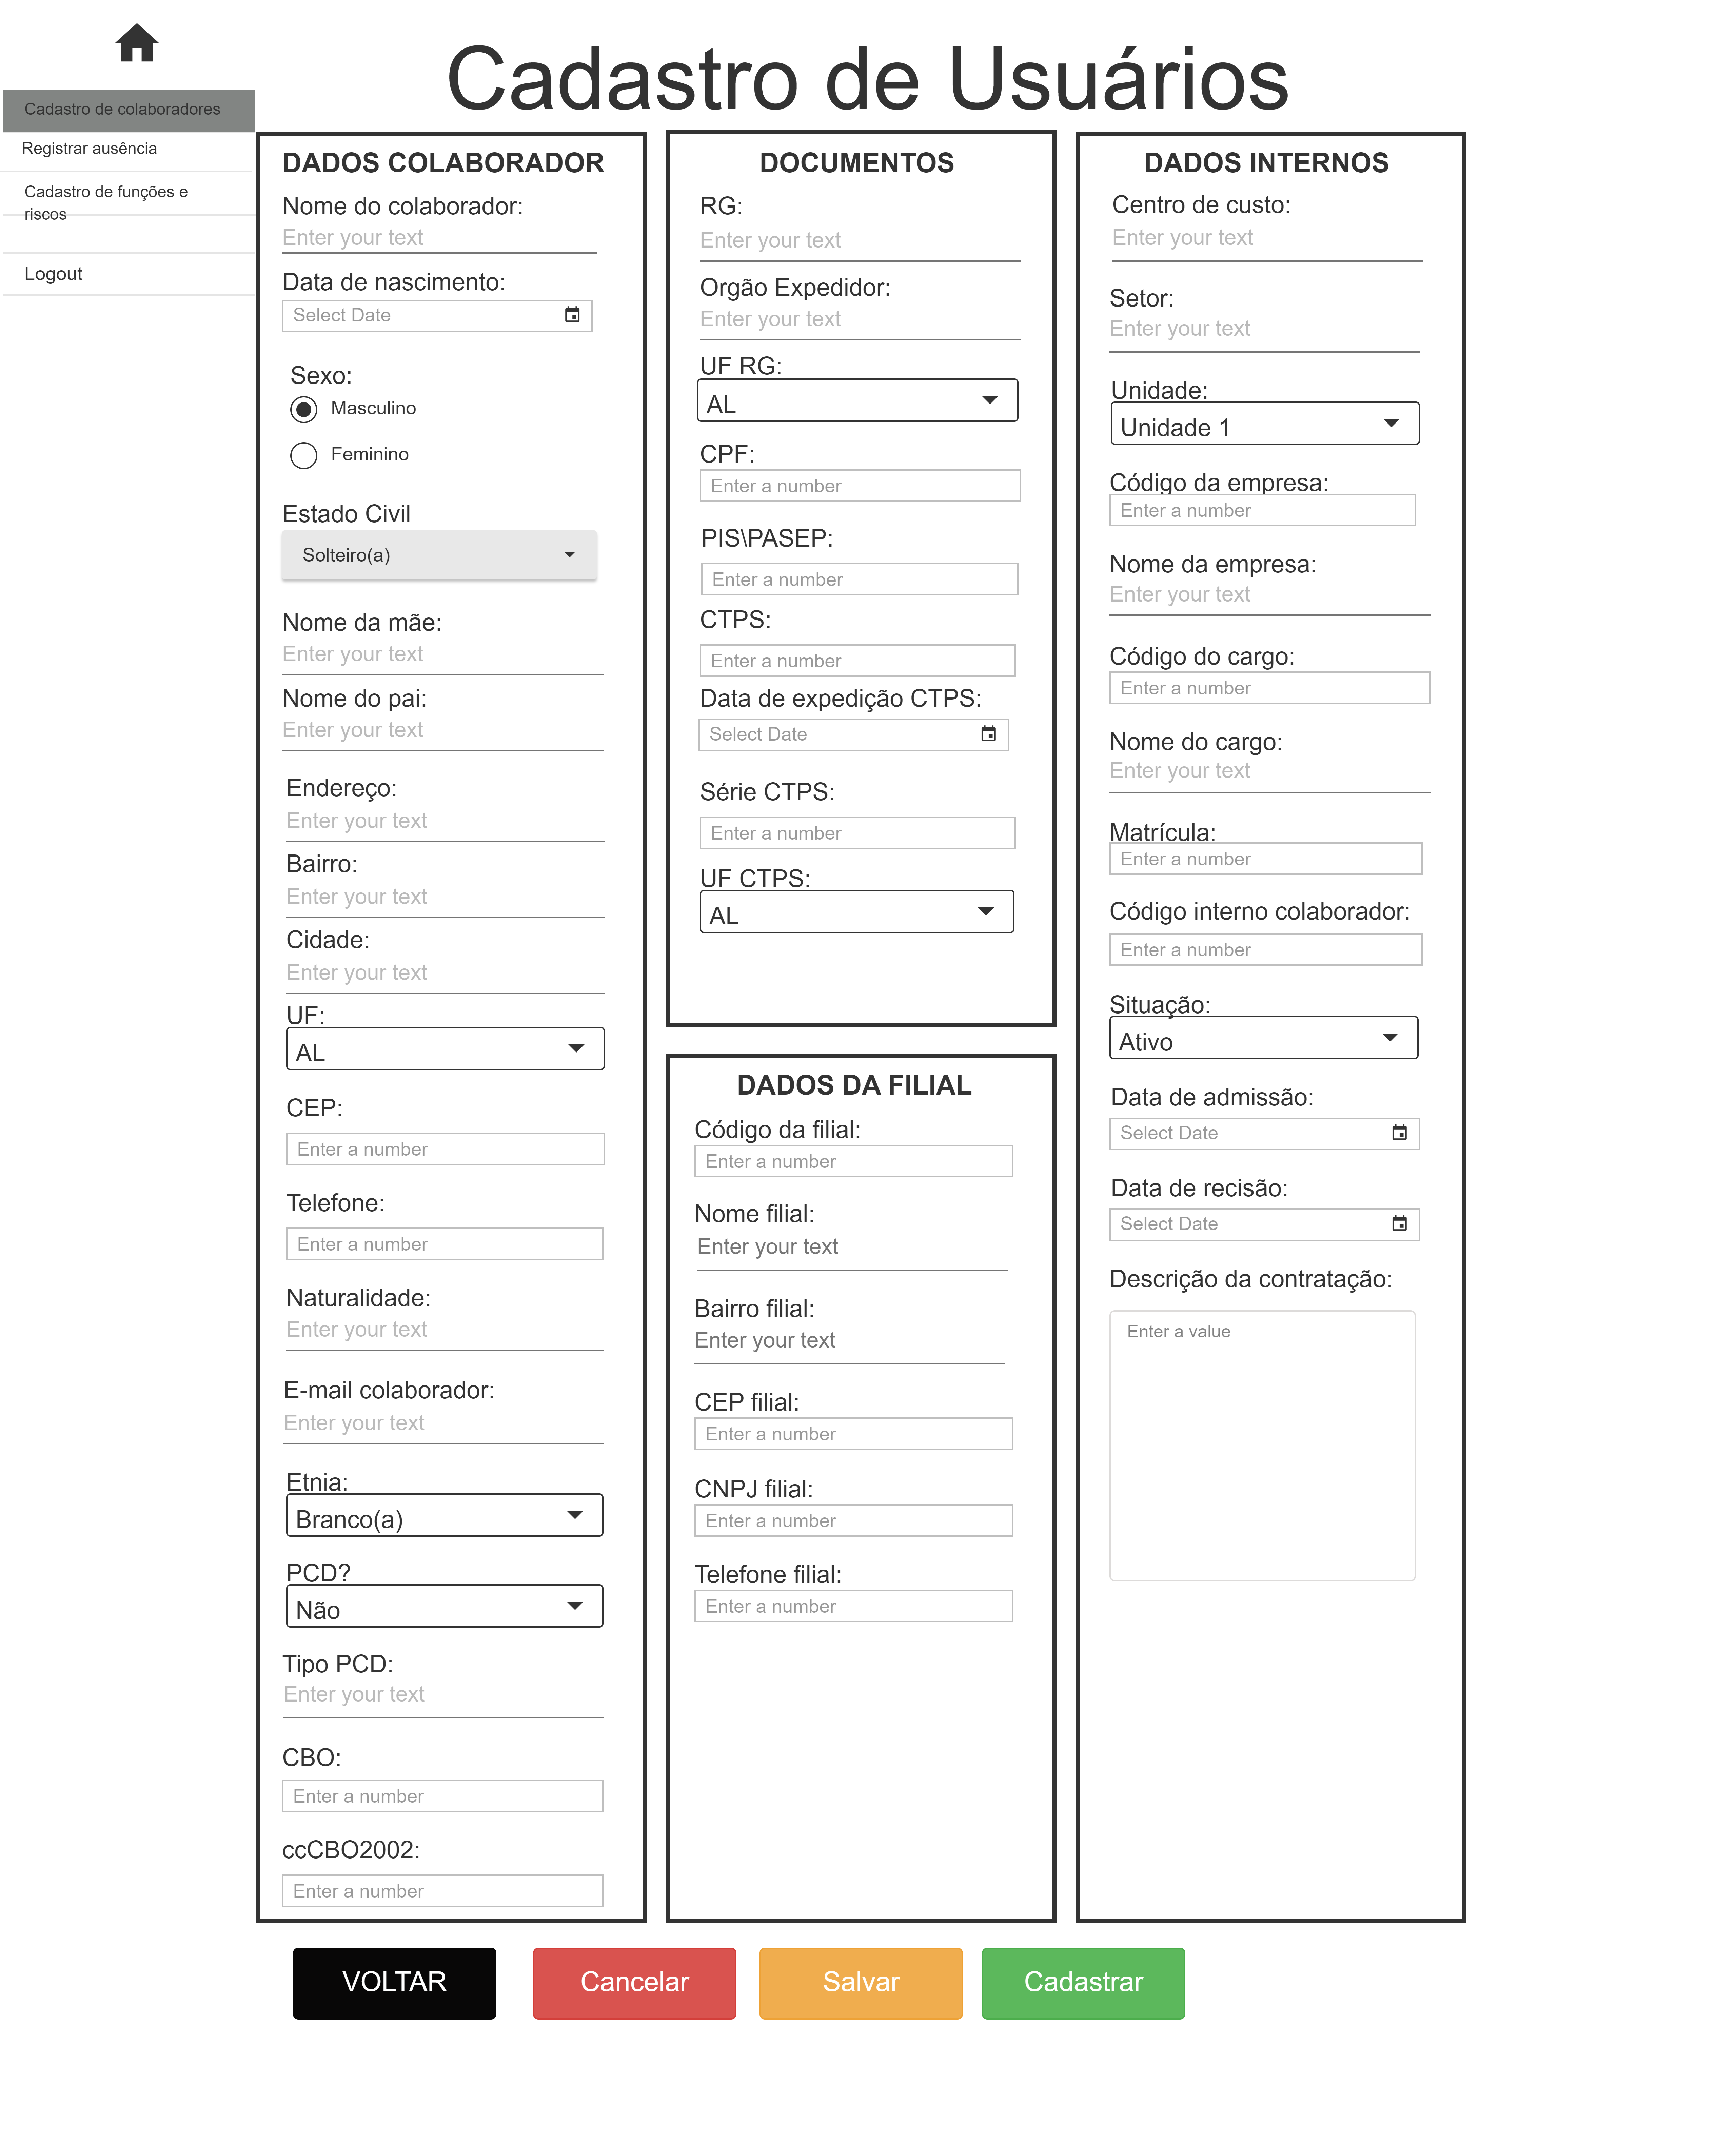 Cadastro de Usuários
Cadastro de colaboradores
Registrar ausência
Cadastro de funções e
riscos
Logout
DADOS COLABORADOR
Nome do colaborador:
Enter your text
Data de nascimento:
Select Date
Sexo:
Masculino
Feminino
Estado Civil
Solteiro(a)
Nome da mãe:
Enter your text
Nome do pai:
Enter your text
Endereço:
Enter your text
Bairro:
Enter your text
Cidade:
Enter your text
UF:
AL
CEP:
Enter a number
Telefone:
Enter a number
Naturalidade:
Enter your text
E-mail colaborador:
Enter your text
Etnia:
Branco(a)
PCD?
Não
Tipo PCD:
Enter your text
CBO:
Enter a number
ccCBO2002:
Enter a number
DOCUMENTOS
RG:
Enter your text
Orgão Expedidor:
Enter your text
UF RG:
AL
CPF:
Enter a number
PIS\PASEP:
Enter a number
CTPS:
Enter a number
Data de expedição CTPS:
Select Date
Série CTPS:
Enter a number
UF CTPS:
AL
DADOS DA FILIAL
Código da filial:
Enter a number
Nome filial:
Enter your text
Bairro filial:
Enter your text
CEP filial:
Enter a number
CNPJ filial:
Enter a number
Telefone filial:
Enter a number
DADOS INTERNOS
Centro de custo:
Enter your text
Setor:
Enter your text
Unidade:
Unidade 1
Código da empresa:
Enter a number
Nome da empresa:
Enter your text
Código do cargo:
Enter a number
Nome do cargo:
Enter your text
Matrícula:
Enter a number
Código interno colaborador:
Enter a number
Situação:
Ativo
Data de admissão:
Select Date
Data de recisão:
Select Date
Descrição da contratação:
Enter a value
VOLTAR
Cancelar
Salvar
Cadastrar